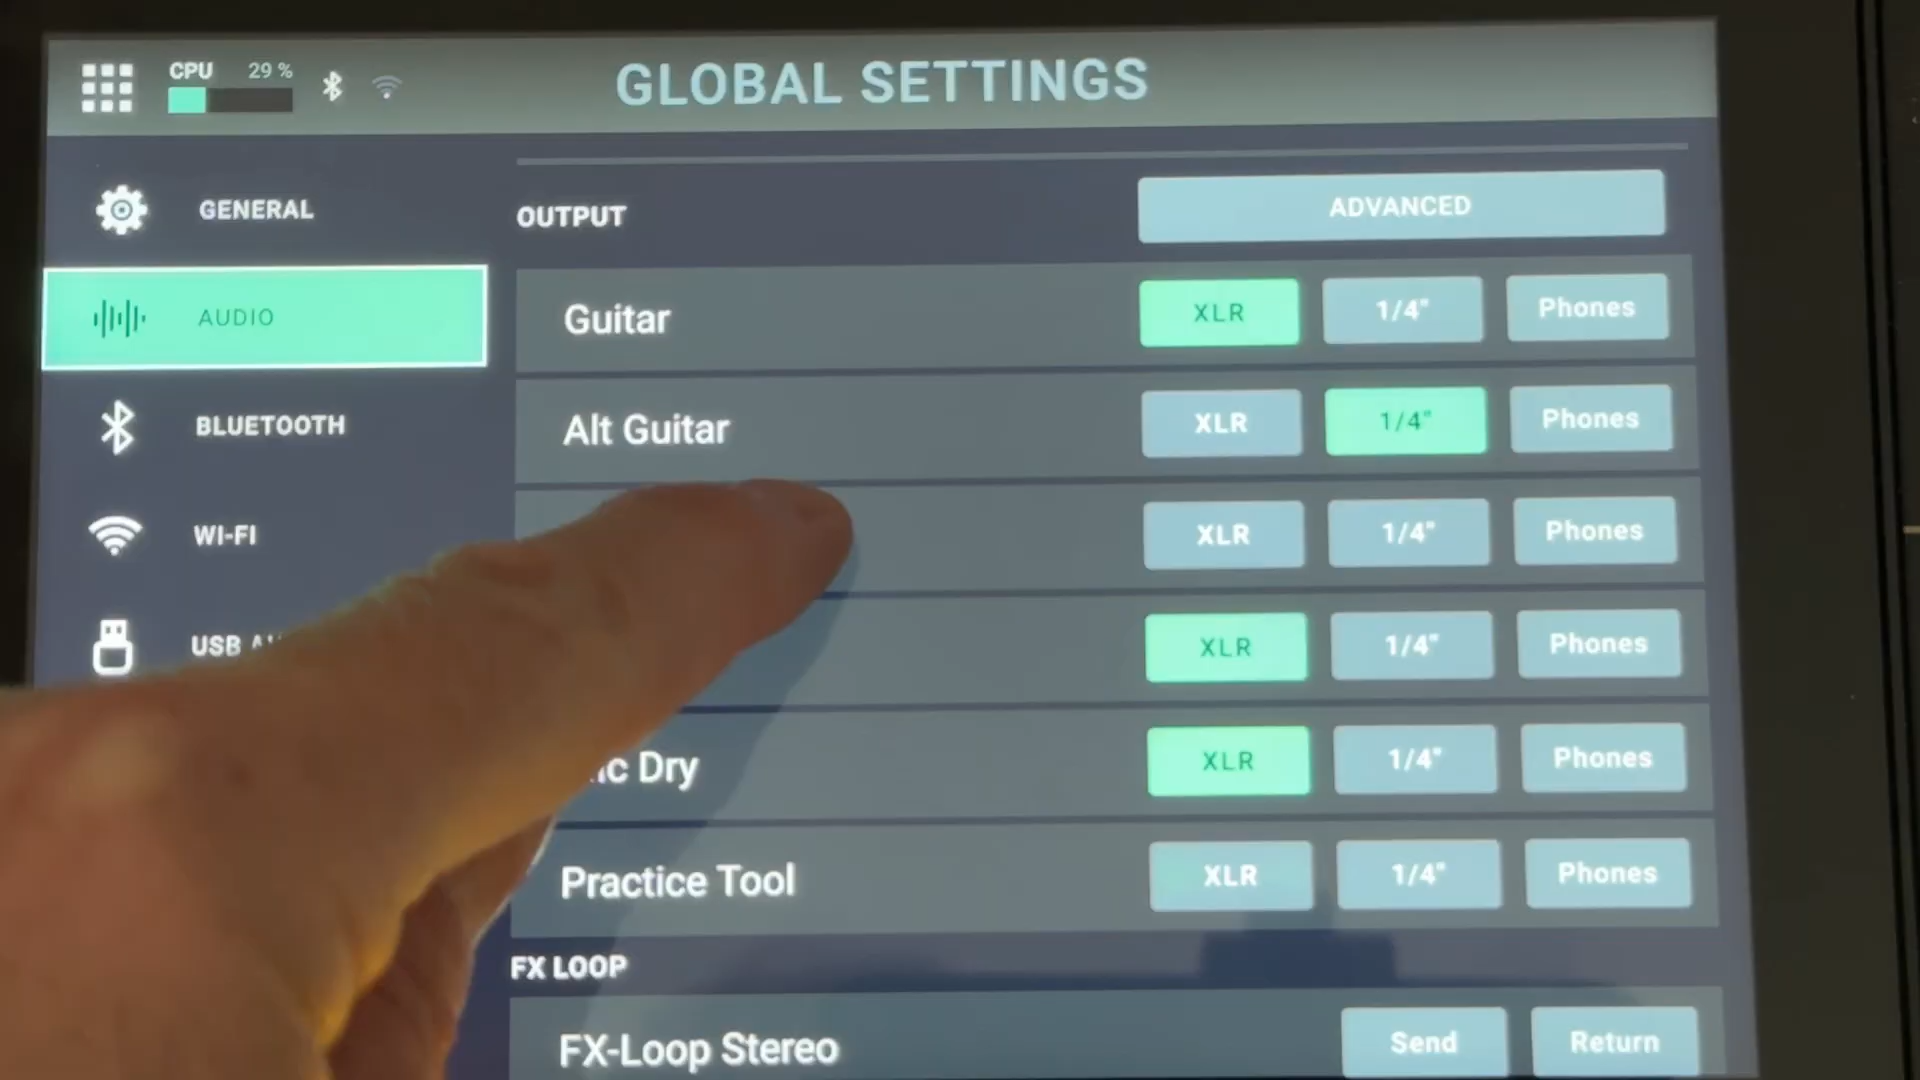 CPU 29 %
GLOBAL SETTINGS
GENERAL
AUDIO
BLUETOOTH
WI-FI
USB
OUTPUT ADVANCED
Guitar XLR 1/4" Phones
Alt Guitar XLR 1/4" Phones
XLR 1/4" Phones
XLR 1/4" Phones
Dry XLR 1/4" Phones
Practice Tool XLR 1/4" Phones
FX LOOP
FX-Loop Stereo Send Return